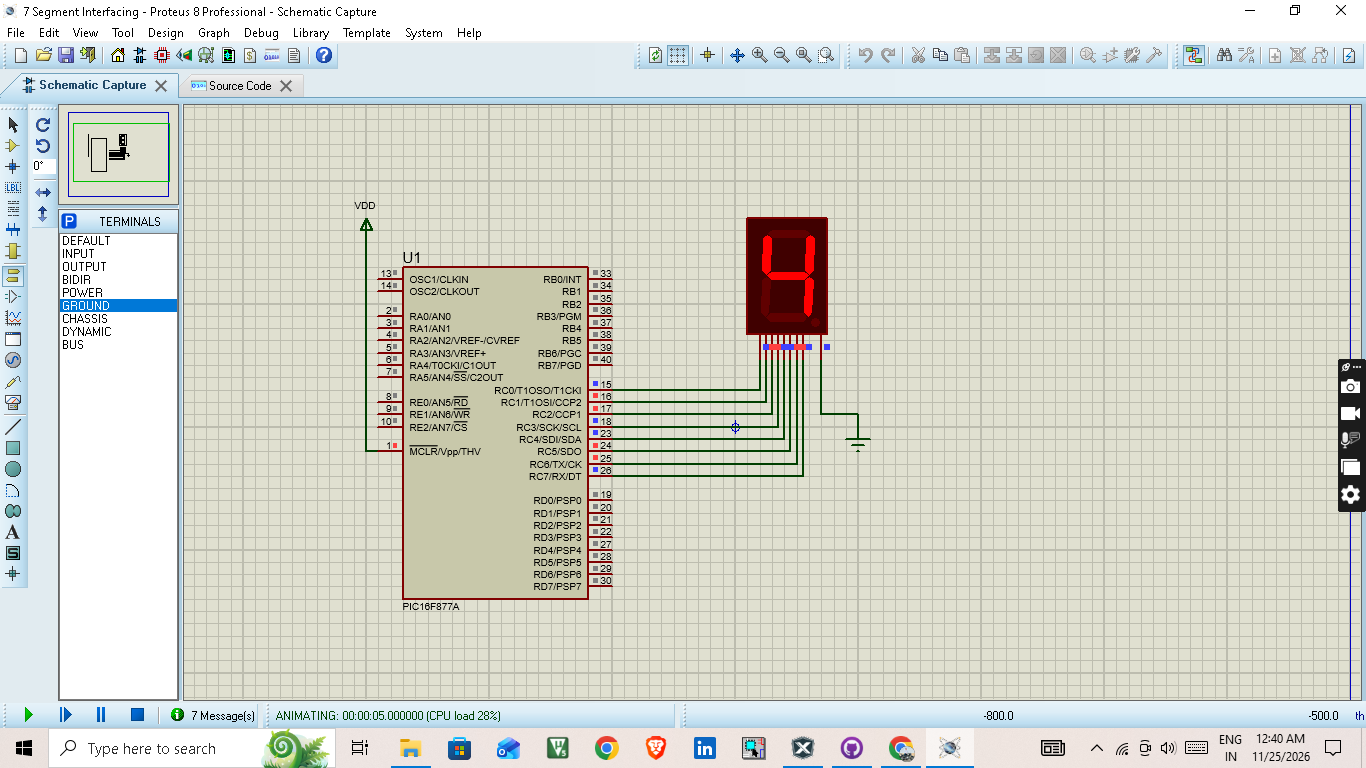 7 Segment Interfacing - Proteus 8 Professional - Schematic Capture
File Edit View Tool Design Graph Debug Library Template System Help
Schematic Capture
Source Code
0°
LBL
P TERMINALS
DEFAULT
INPUT
OUTPUT
BIDIR
POWER
GROUND
CHASSIS
DYNAMIC
BUS
A
S
VDD
U1
13 OSC1/CLKIN
14 OSC2/CLKOUT
2 RA0/AN0
3 RA1/AN1
4 RA2/AN2/VREF-/CVREF
5 RA3/AN3/VREF+
6 RA4/T0CKI/C1OUT
7 RA5/AN4/SS/C2OUT
8 RE0/AN5/RD
9 RE1/AN6/WR
10 RE2/AN7/CS
1 MCLR/Vpp/THV
RB0/INT 33
RB1 34
RB2 35
RB3/PGM 36
RB4 37
RB5 38
RB6/PGC 39
RB7/PGD 40
RC0/T1OSO/T1CKI 15
RC1/T1OSI/CCP2 16
RC2/CCP1 17
RC3/SCK/SCL 18
RC4/SDI/SDA 23
RC5/SDO 24
RC6/TX/CK 25
RC7/RX/DT 26
RD0/PSP0 19
RD1/PSP1 20
RD2/PSP2 21
RD3/PSP3 22
RD4/PSP4 27
RD5/PSP5 28
RD6/PSP6 29
RD7/PSP7 30
PIC16F877A
4
7 Message(s)
ANIMATING: 00:00:05.000000 (CPU load 28%)
-800.0
-500.0
th
Type here to search
ENG
IN
12:40 AM
11/25/2026